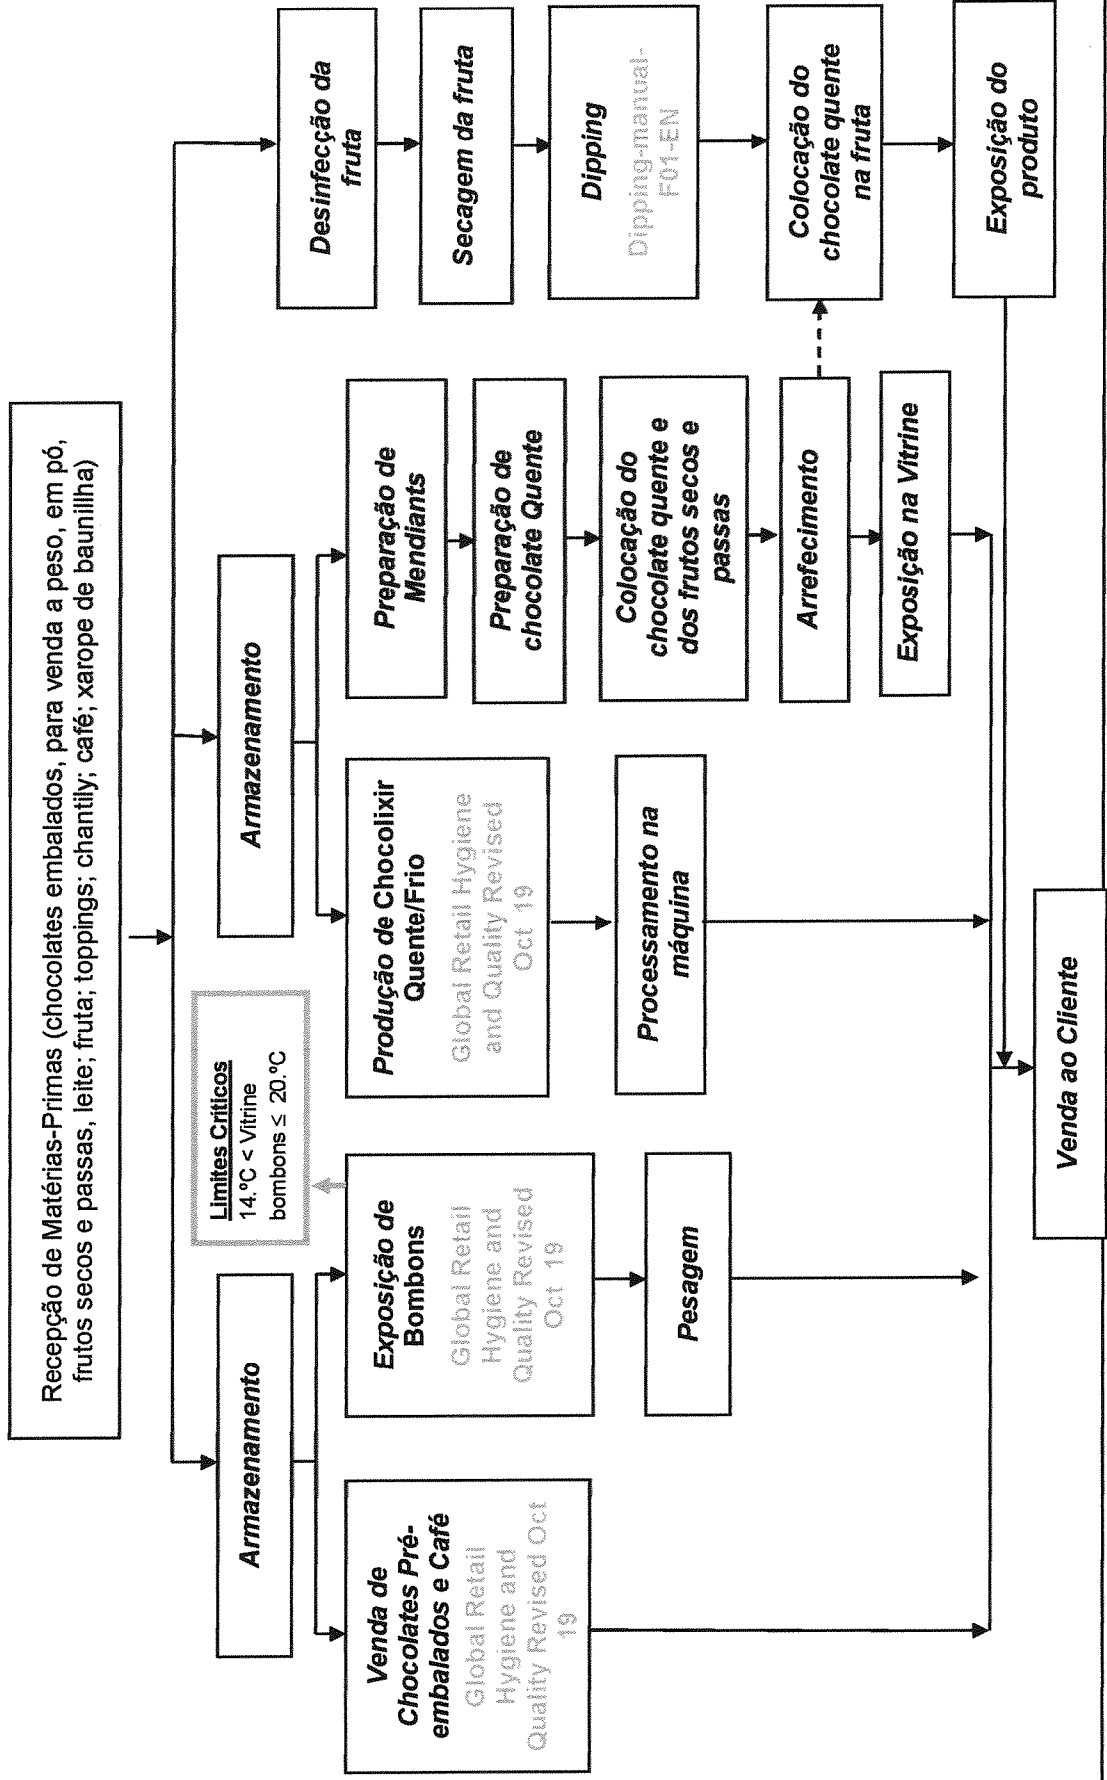 Recepção de Matérias-Primas (chocolates embalados, para venda a peso, em pó,
frutos secos e passas, leite; fruta; toppings; chantily; café; xarope de baunillha)
Armazenamento
Venda de
Chocolates Pré-
embalados e Café
Global Retail
Hygiene and
Quality Revised Oct
19
Exposição de
Bombons
Global Retail
Hygiene and
Quality Revised
Oct 19
Limites Críticos
14.ºC < Vitrine
bombons ≤ 20.ºC
Pesagem
Armazenamento
Produção de Chocolixir
Quente/Frio
Global Retail Hygiene
and Quality Revised
Oct 19
Processamento na
máquina
Preparação de
Mendiants
Preparação de
chocolate Quente
Colocação do
chocolate quente e
dos frutos secos e
passas
Arrefecimento
Exposição na Vitrine
Desinfecção da
fruta
Secagem da fruta
Dipping
Dipping-manual-
F01-EN
Colocação do
chocolate quente
na fruta
Exposição do
produto
Venda ao Cliente